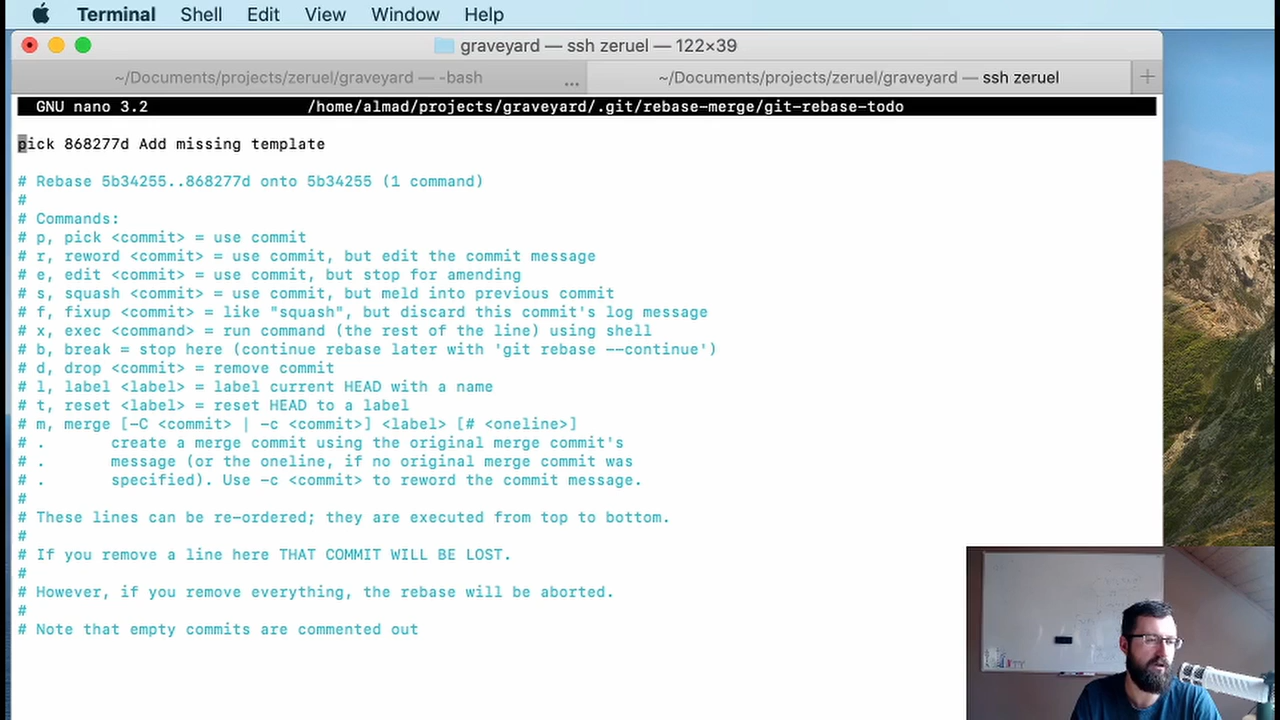 Terminal Shell Edit View Window Help
graveyard — ssh zeruel — 122×39
~/Documents/projects/zeruel/graveyard — -bash ... ~/Documents/projects/zeruel/graveyard — ssh zeruel +
GNU nano 3.2 /home/almad/projects/graveyard/.git/rebase-merge/git-rebase-todo
pick 868277d Add missing template
# Rebase 5b34255..868277d onto 5b34255 (1 command)
#
# Commands:
# p, pick <commit> = use commit
# r, reword <commit> = use commit, but edit the commit message
# e, edit <commit> = use commit, but stop for amending
# s, squash <commit> = use commit, but meld into previous commit
# f, fixup <commit> = like "squash", but discard this commit's log message
# x, exec <command> = run command (the rest of the line) using shell
# b, break = stop here (continue rebase later with 'git rebase --continue')
# d, drop <commit> = remove commit
# l, label <label> = label current HEAD with a name
# t, reset <label> = reset HEAD to a label
# m, merge [-C <commit> | -c <commit>] <label> [# <oneline>]
# .       create a merge commit using the original merge commit's
# .       message (or the oneline, if no original merge commit was
# .       specified). Use -c <commit> to reword the commit message.
#
# These lines can be re-ordered; they are executed from top to bottom.
#
# If you remove a line here THAT COMMIT WILL BE LOST.
#
# However, if you remove everything, the rebase will be aborted.
#
# Note that empty commits are commented out